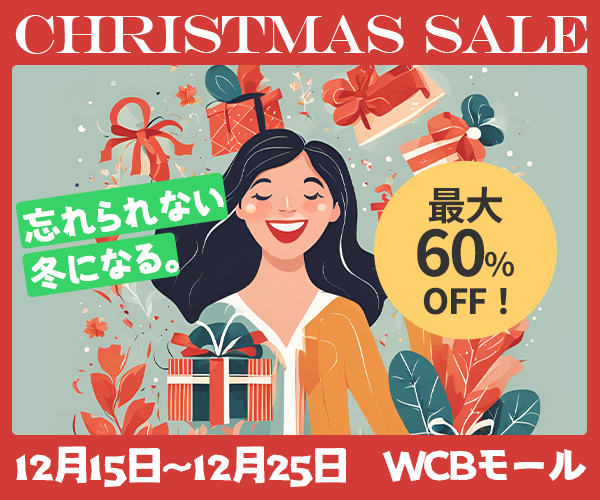 CHRISTMAS SALE
忘れられない
冬になる。
最大
60%
OFF！
12月15日~12月25日 WCBモール